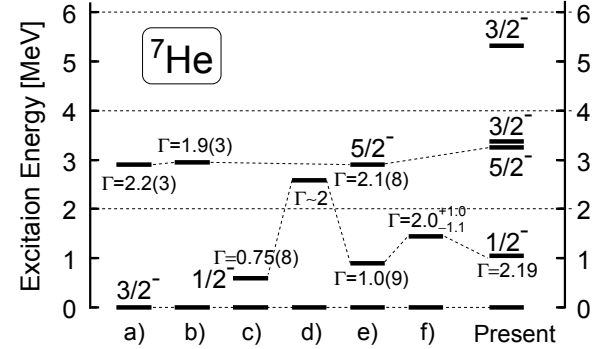 6
5
4
3
2
1
0
Excitaion Energy [MeV]
⁷He
3/2⁻
3/2⁻
5/2⁻
5/2⁻
Γ=1.9(3)
Γ=2.2(3)
Γ=2.1(8)
Γ~2
Γ=2.0+1.0
−1.1
1/2⁻
Γ=2.19
Γ=0.75(8)
1/2⁻
Γ=1.0(9)
3/2⁻
6
5
4
3
2
1
0
a) b) c) d) e) f) Present